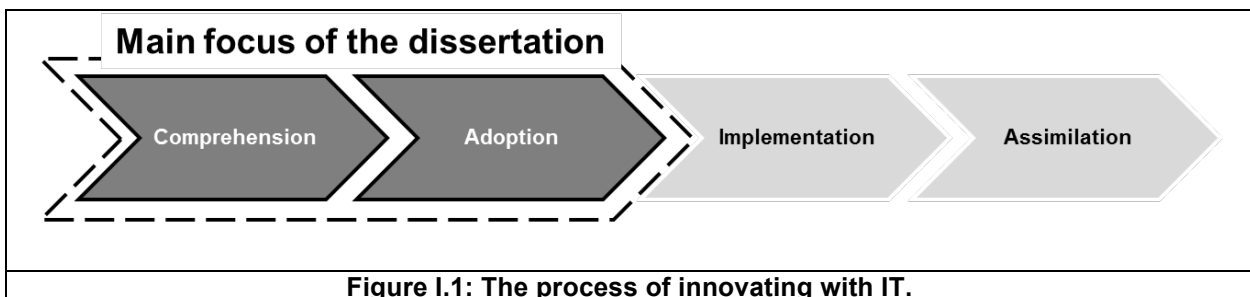 Main focus of the dissertation
Comprehension
Adoption
Implementation
Assimilation
Figure I.1: The process of innovating with IT.